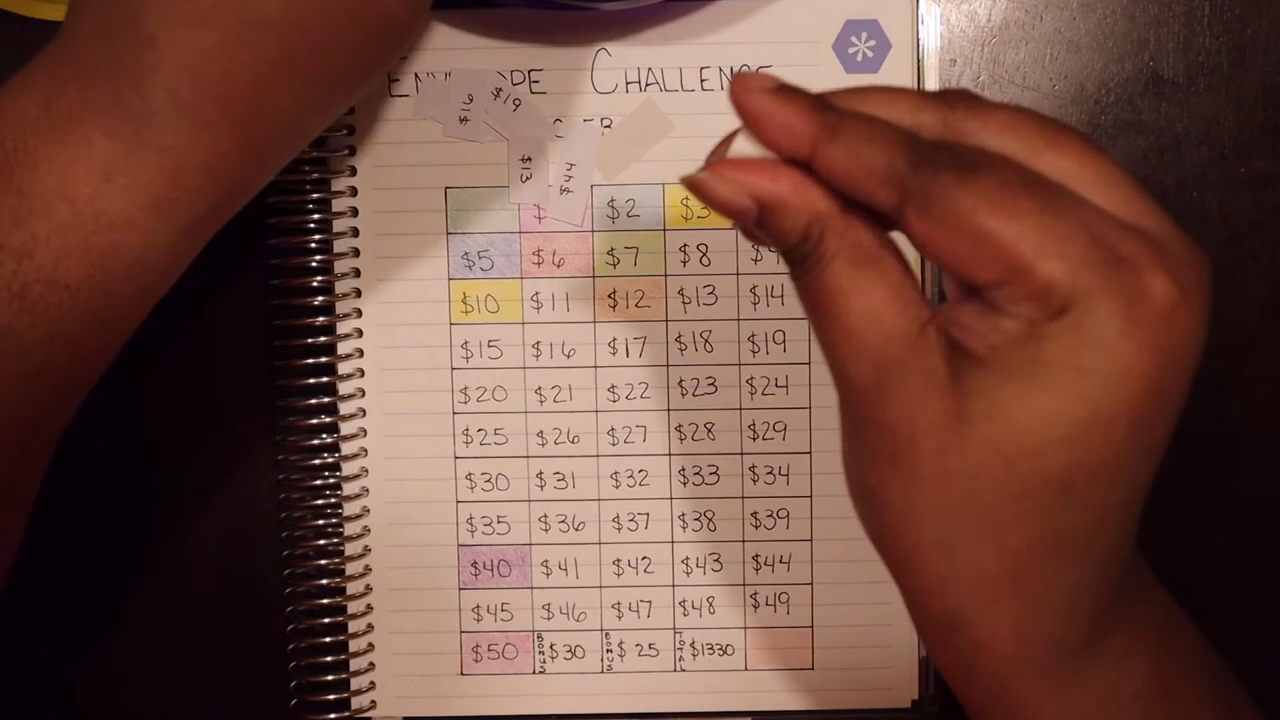 CHALLENGE
$16 $19
$13 $44
$2 $3
$5 $6 $7 $8
$10 $11 $12 $13 $14
$15 $16 $17 $18 $19
$20 $21 $22 $23 $24
$25 $26 $27 $28 $29
$30 $31 $32 $33 $34
$35 $36 $37 $38 $39
$40 $41 $42 $43 $44
$45 $46 $47 $48 $49
$50 BONUS $30 BONUS $25 TOTAL $1330